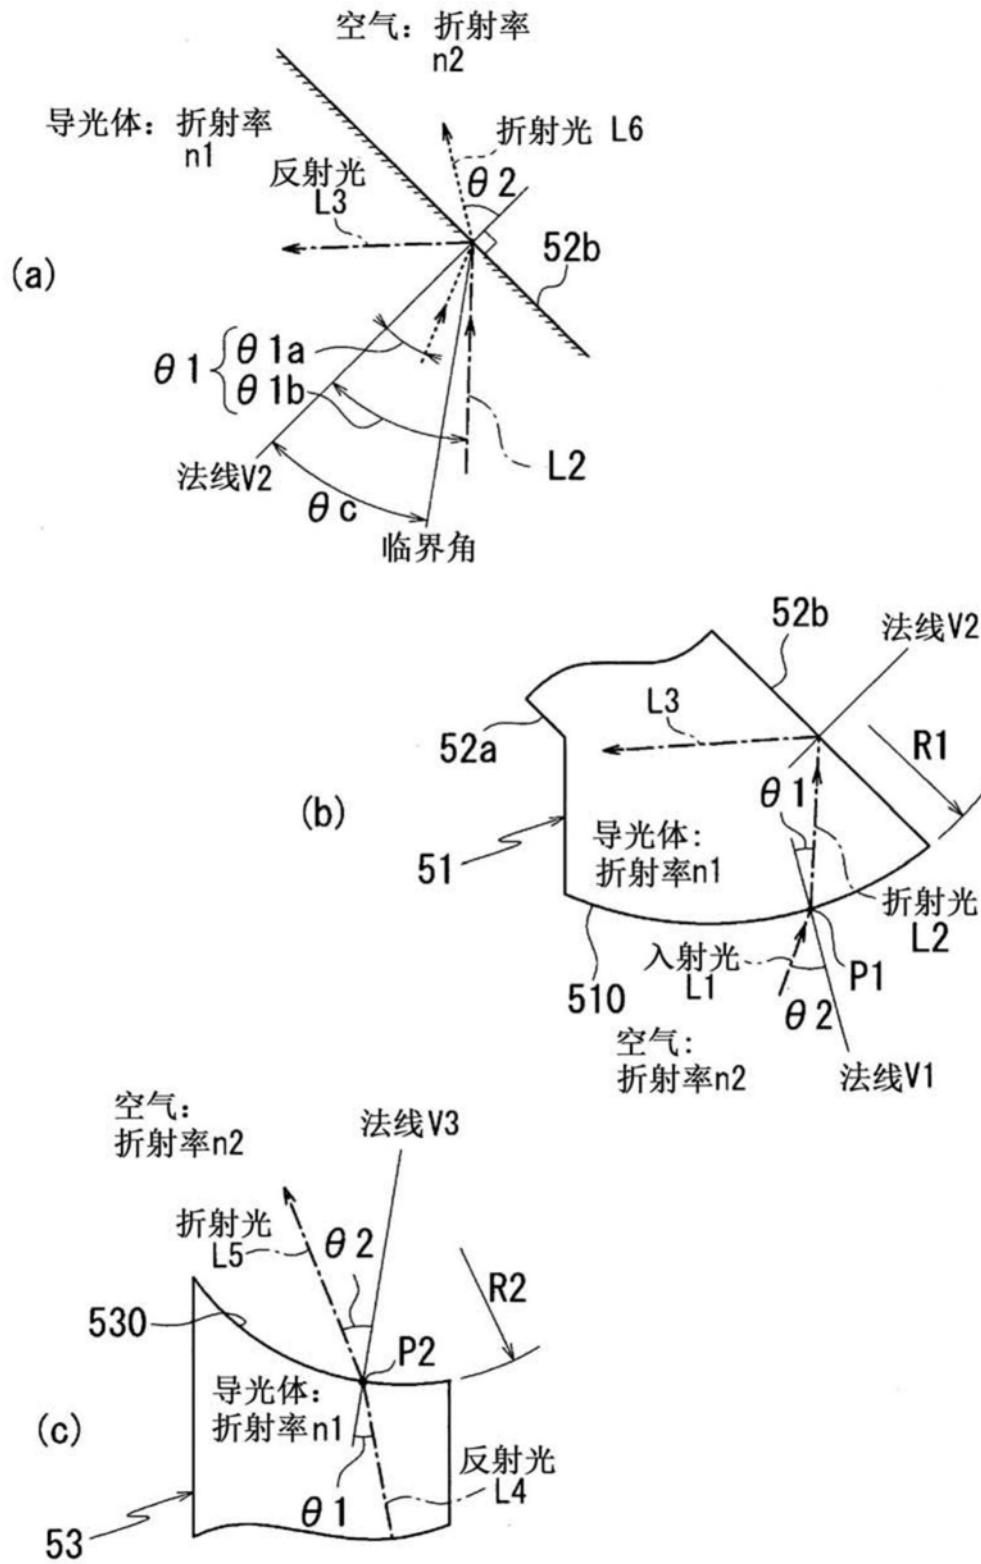 空气：折射率
n2
导光体：折射率
n1
折射光 L6
反射光
L3
θ2
52b
(a)
θ1
θ1a
θ1b
L2
法线V2
θc
临界角
52b
法线V2
L3
R1
52a
θ1
(b)
导光体:
折射率n1
51
折射光
L2
入射光
L1
P1
510
θ2
空气:
折射率n2
法线V1
空气:
折射率n2
法线V3
折射光
L5
θ2
R2
530
P2
导光体:
折射率n1
(c)
反射光
L4
θ1
53